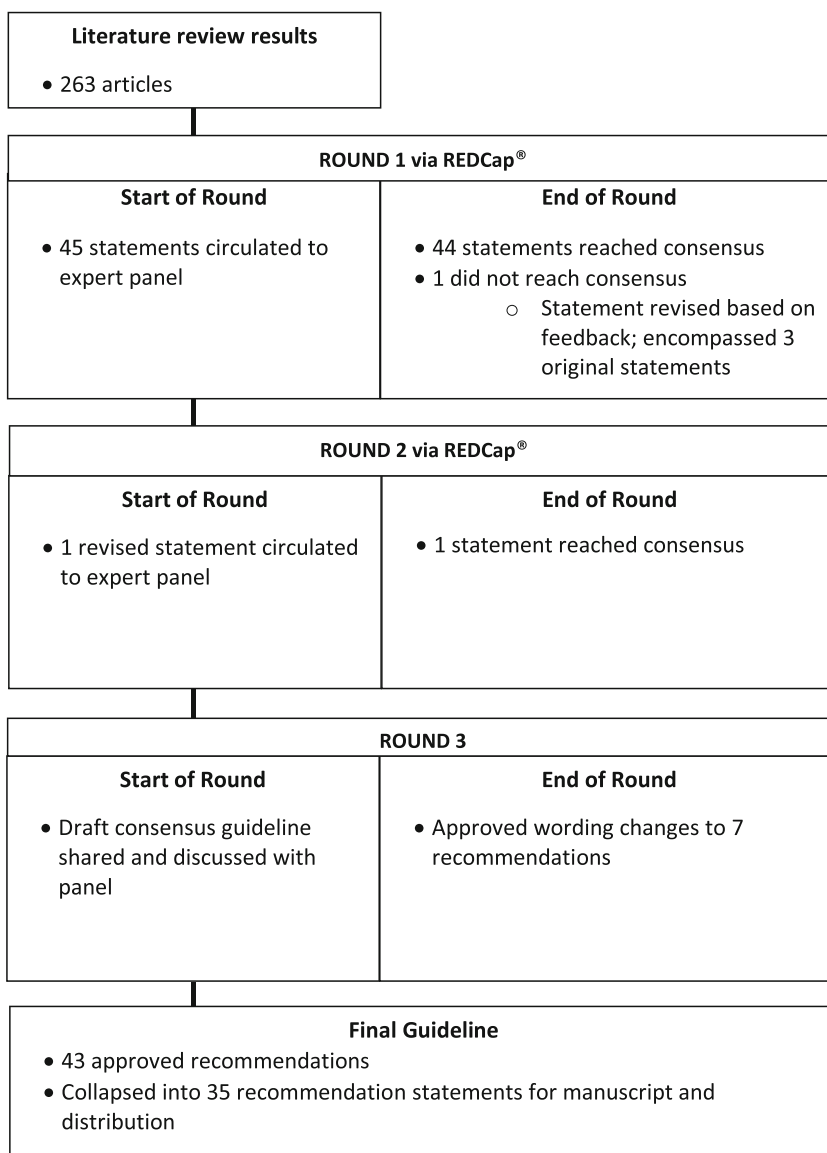 Literature review results
• 263 articles
ROUND 1 via REDCap®
Start of Round
• 45 statements circulated to
expert panel
End of Round
• 44 statements reached consensus
• 1 did not reach consensus
○ Statement revised based on
feedback; encompassed 3
original statements
ROUND 2 via REDCap®
Start of Round
• 1 revised statement circulated
to expert panel
End of Round
• 1 statement reached consensus
ROUND 3
Start of Round
• Draft consensus guideline
shared and discussed with
panel
End of Round
• Approved wording changes to 7
recommendations
Final Guideline
• 43 approved recommendations
• Collapsed into 35 recommendation statements for manuscript and
distribution